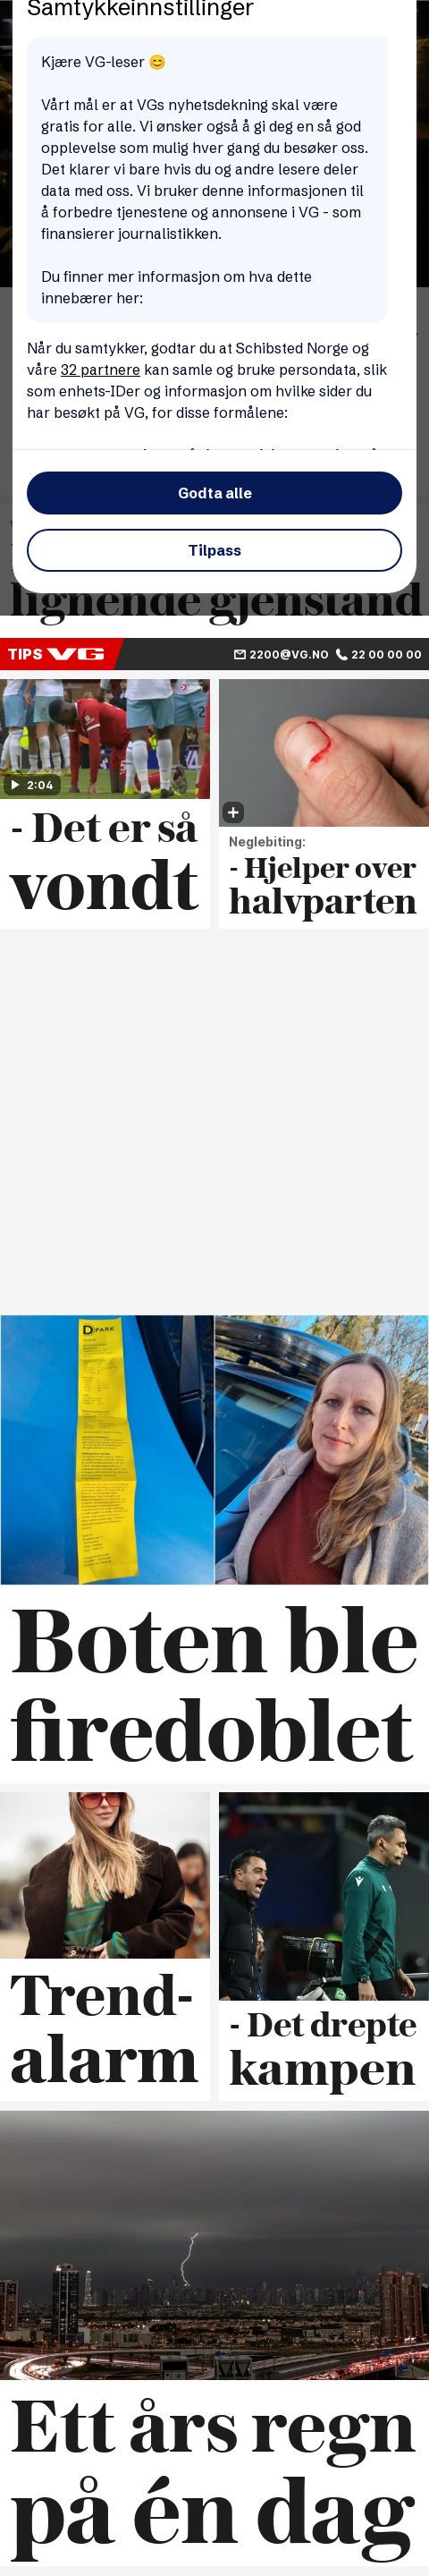 Samtykkeinnstillinger
Kjære VG-leser 😊
Vårt mål er at VGs nyhetsdekning skal være
gratis for alle. Vi ønsker også å gi deg en så god
opplevelse som mulig hver gang du besøker oss.
Det klarer vi bare hvis du og andre lesere deler
data med oss. Vi bruker denne informasjonen til
å forbedre tjenestene og annonsene i VG - som
finansierer journalistikken.
Du finner mer informasjon om hva dette
innebærer her:
Når du samtykker, godtar du at Schibsted Norge og
våre 32 partnere kan samle og bruke persondata, slik
som enhets-IDer og informasjon om hvilke sider du
har besøkt på VG, for disse formålene:
Godta alle
Tilpass
lignende gjenstand
TIPS VG 2200@VG.NO 22 00 00 00
2:04
- Det er så
vondt
Neglebiting:
- Hjelper over
halvparten
D-PARK
Boten ble
firedoblet
Trend-
alarm
- Det drepte
kampen
Ett års regn
på én dag